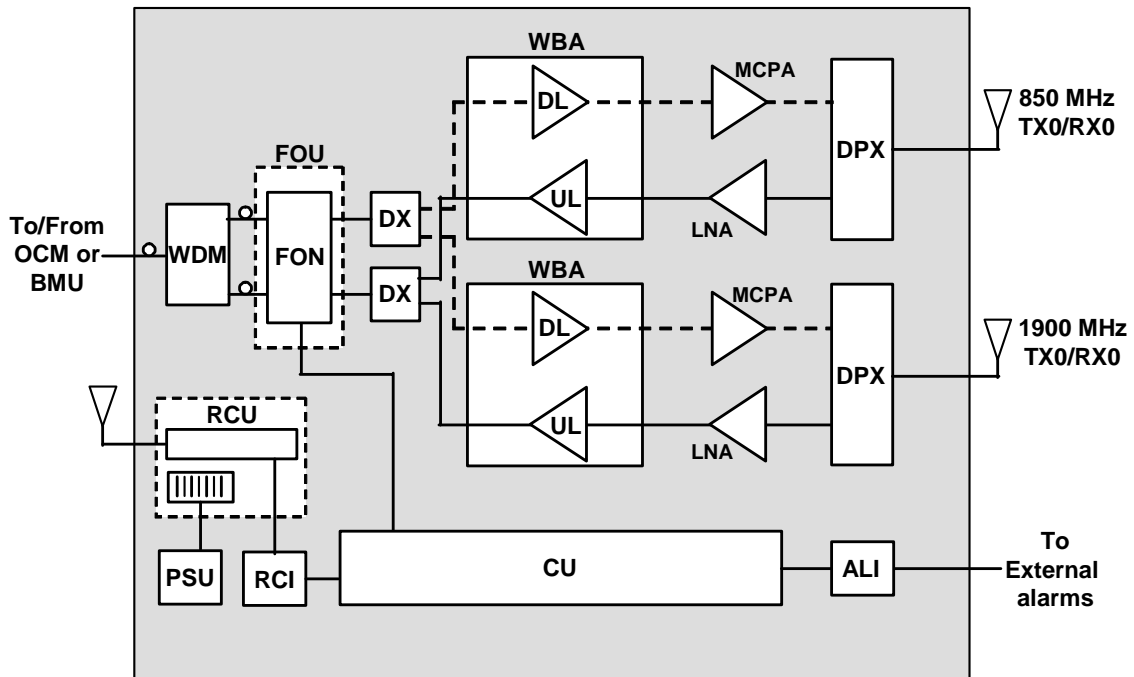 WBA
MCPA
DL
850 MHz
TX0/RX0
DPX
FOU
UL
LNA
DX
To/From
OCM or
BMU
WDM
FON
DX
WBA
MCPA
DL
1900 MHz
TX0/RX0
DPX
RCU
UL
LNA
PSU
RCI
CU
ALI
To
External
alarms